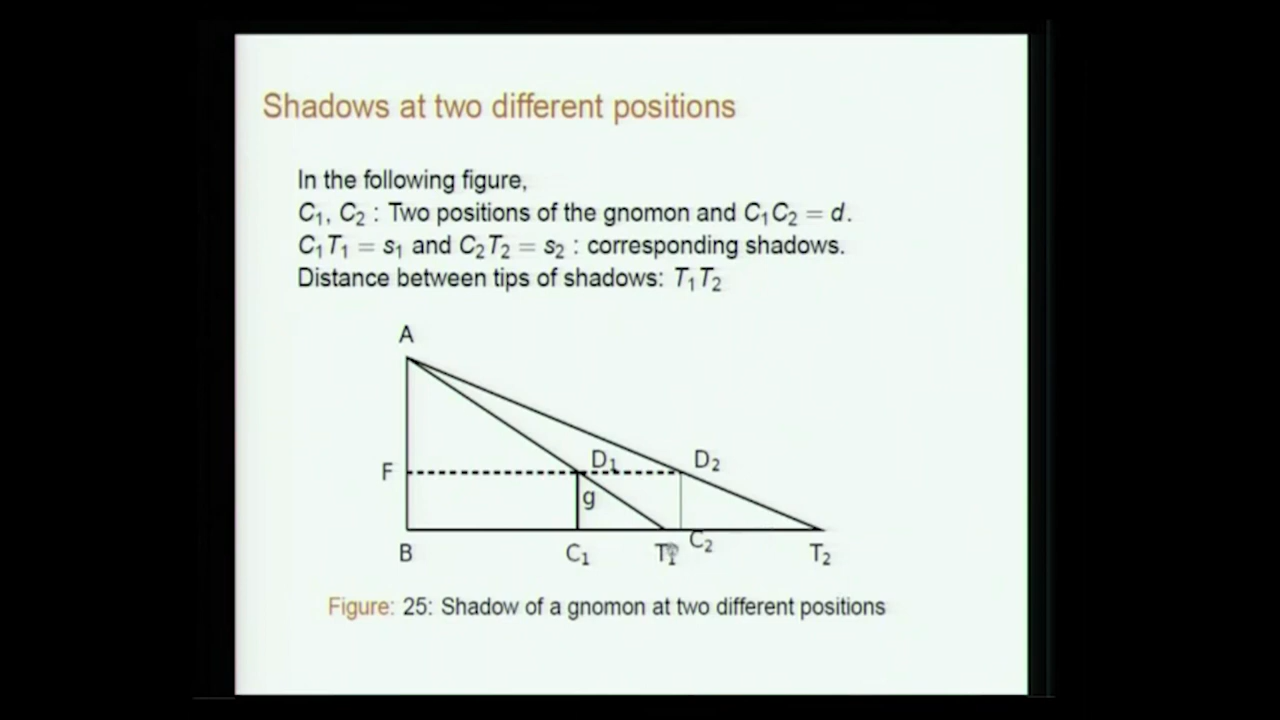 Shadows at two different positions
In the following figure,
C₁, C₂ : Two positions of the gnomon and C₁C₂ = d.
C₁T₁ = s₁ and C₂T₂ = s₂ : corresponding shadows.
Distance between tips of shadows: T₁T₂
A
F
D₁
D₂
g
B
C₁
T₁
C₂
T₂
Figure: 25: Shadow of a gnomon at two different positions